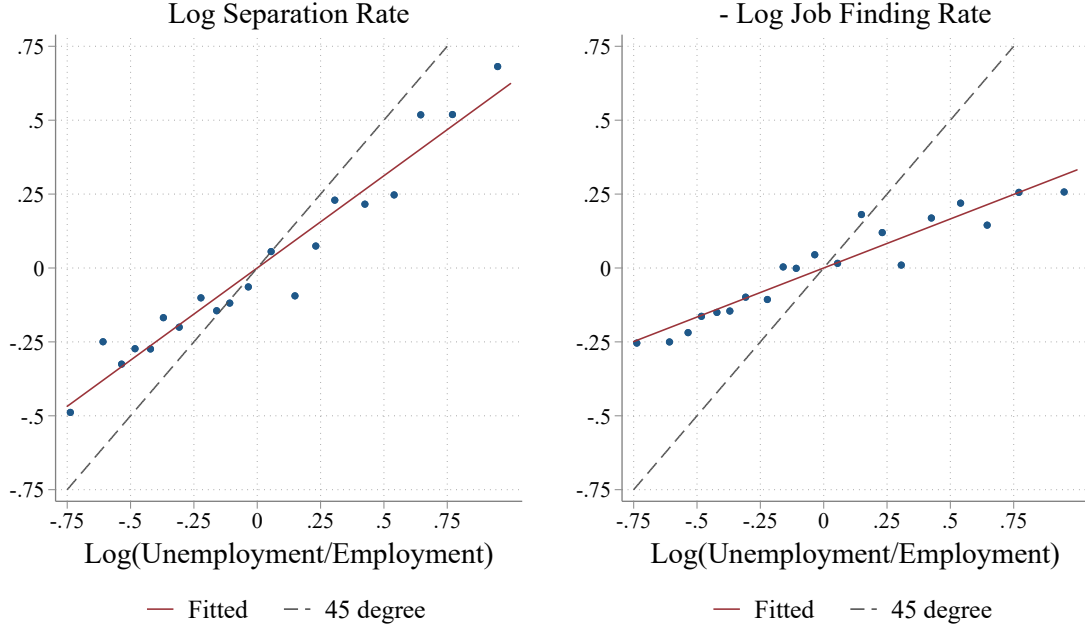 Log Separation Rate
.75
.5
.25
0
-.25
-.5
-.75
-.75 -.5 -.25 0 .25 .5 .75
Log(Unemployment/Employment)
Fitted 45 degree
- Log Job Finding Rate
.75
.5
.25
0
-.25
-.5
-.75
-.75 -.5 -.25 0 .25 .5 .75
Log(Unemployment/Employment)
Fitted 45 degree